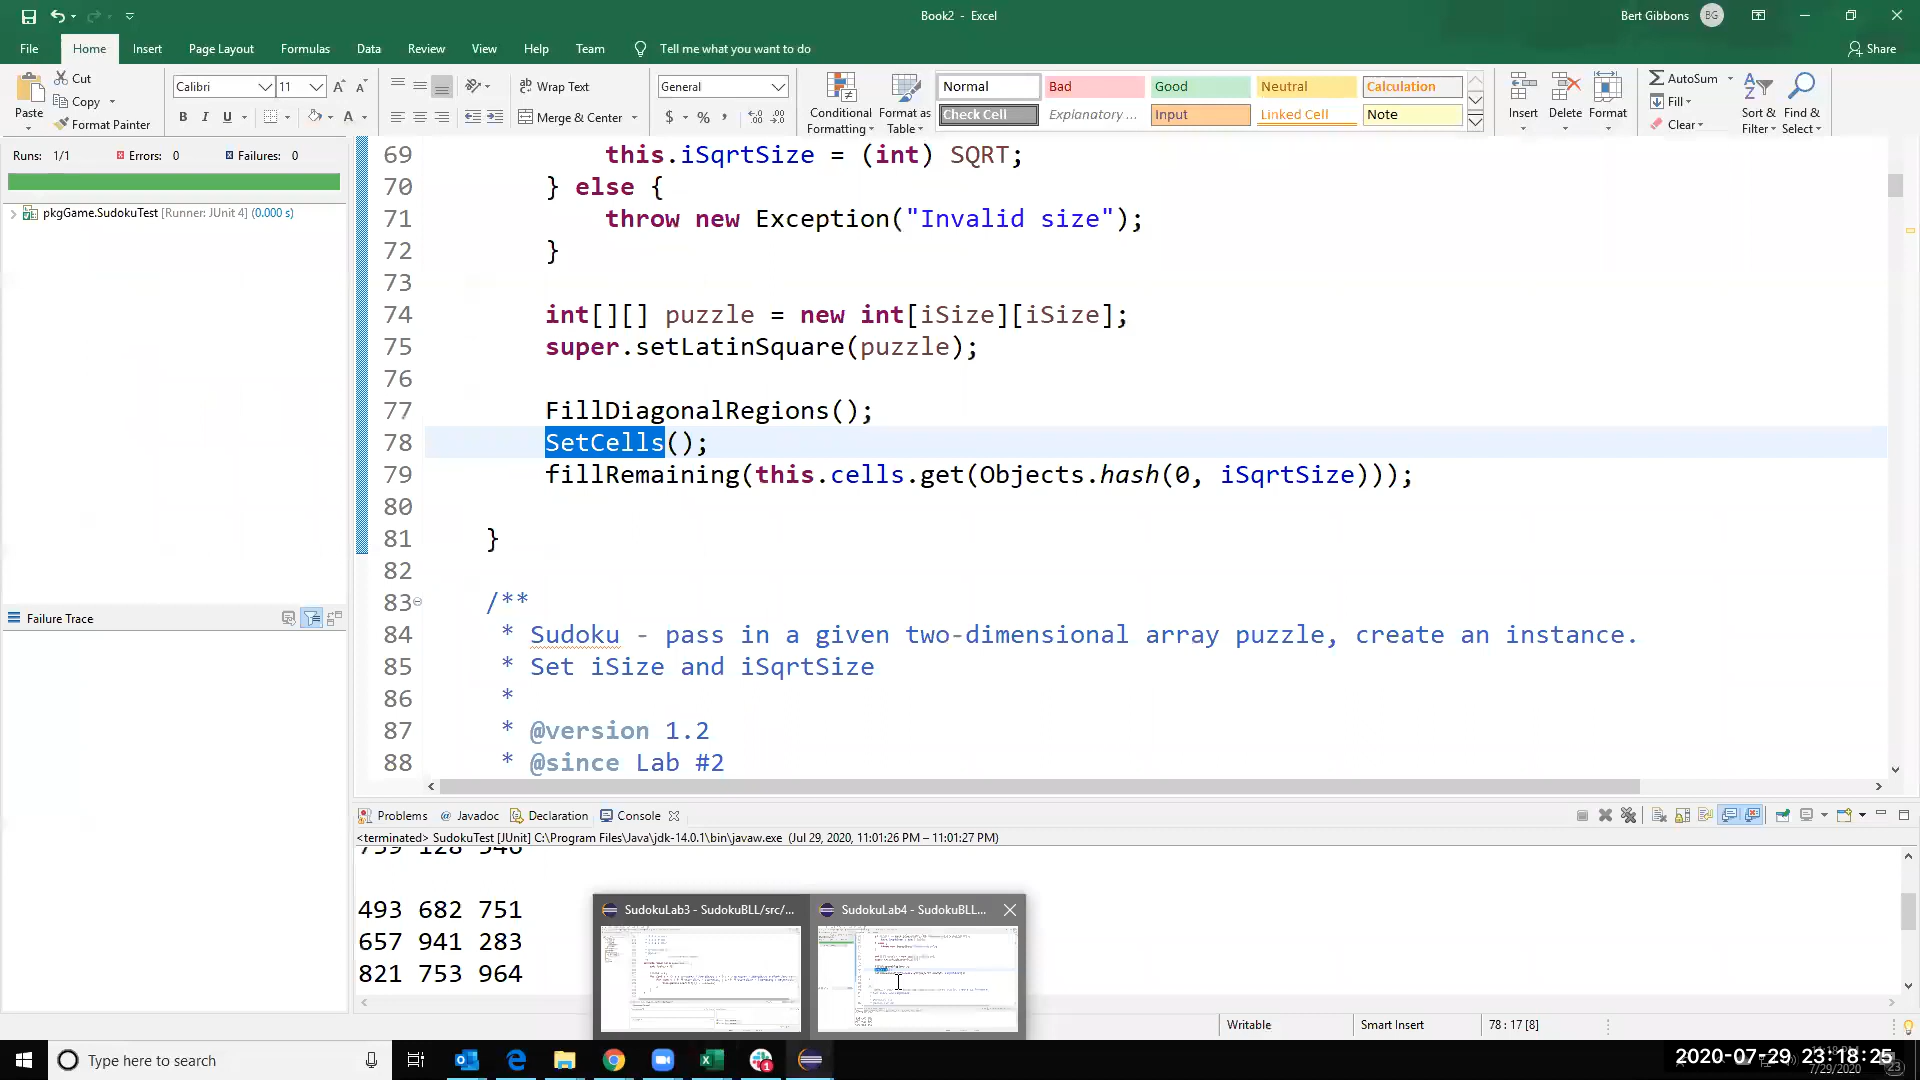 Book2 - Excel
Bert Gibbons
BG
File Home Insert Page Layout Formulas Data Review View Help Team Tell me what you want to do
Share
Cut
Copy
Format Painter
Paste
Calibri 11
B I U
Wrap Text
Merge & Center
General
$ % ,
Conditional Formatting
Format as Table
Normal Bad Good Neutral Calculation
Check Cell Explanatory ... Input Linked Cell Note
Insert Delete Format
AutoSum
Fill
Clear
Sort & Filter
Find & Select
Runs: 1/1 Errors: 0 Failures: 0
pkgGame.SudokuTest [Runner: JUnit 4] (0.000 s)
Failure Trace
69 this.iSqrtSize = (int) SQRT;
70 } else {
71 throw new Exception("Invalid size");
72 }
73
74 int[][] puzzle = new int[iSize][iSize];
75 super.setLatinSquare(puzzle);
76
77 FillDiagonalRegions();
78 SetCells();
79 fillRemaining(this.cells.get(Objects.hash(0, iSqrtSize)));
80
81 }
82
83 /**
84 * Sudoku - pass in a given two-dimensional array puzzle, create an instance.
85 * Set iSize and iSqrtSize
86 *
87 * @version 1.2
88 * @since Lab #2
Problems @ Javadoc Declaration Console
<terminated> SudokuTest [JUnit] C:\Program Files\Java\jdk-14.0.1\bin\javaw.exe (Jul 29, 2020, 11:01:26 PM – 11:01:27 PM)
493 682 751
657 941 283
821 753 964
SudokuLab3 - SudokuBLL/src/...
SudokuLab4 - SudokuBLL...
Writable Smart Insert 78 : 17 [8]
Type here to search
2020-07-29 23:18:25
7/29/2020